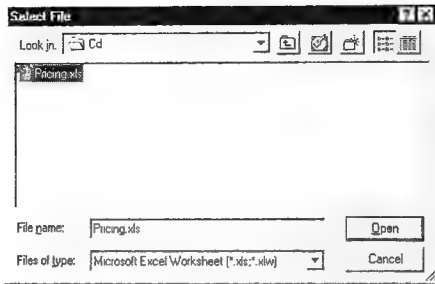 Select File
Look in: Cd
Pricing.xls
File name: Pricing.xls
Open
Files of type: Microsoft Excel Worksheet (*.xls;*.xlw)
Cancel